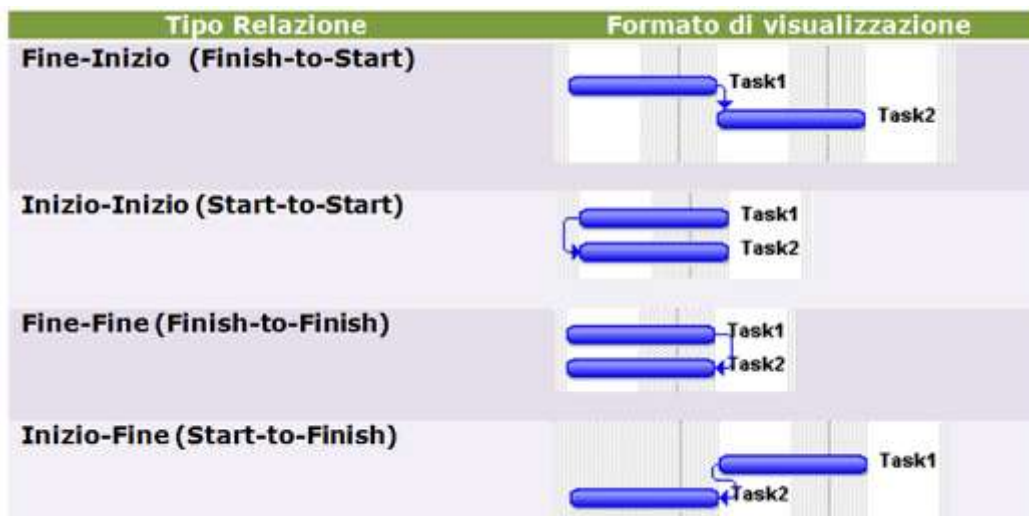 Tipo Relazione Formato di visualizzazione
Fine-Inizio (Finish-to-Start)
Task1
Task2
Inizio-Inizio (Start-to-Start)
Task1
Task2
Fine-Fine (Finish-to-Finish)
Task1
Task2
Inizio-Fine (Start-to-Finish)
Task1
Task2